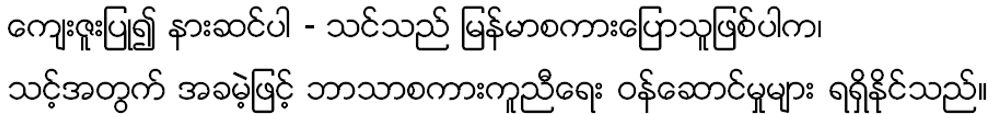 ကျေးဇူးပြု၍ နားဆင်ပါ - သင်သည် မြန်မာစကားပြောသူဖြစ်ပါက၊
သင့်အတွက် အခမဲ့ဖြင့် ဘာသာစကားကူညီရေး ဝန်ဆောင်မှုများ ရရှိနိုင်သည်။